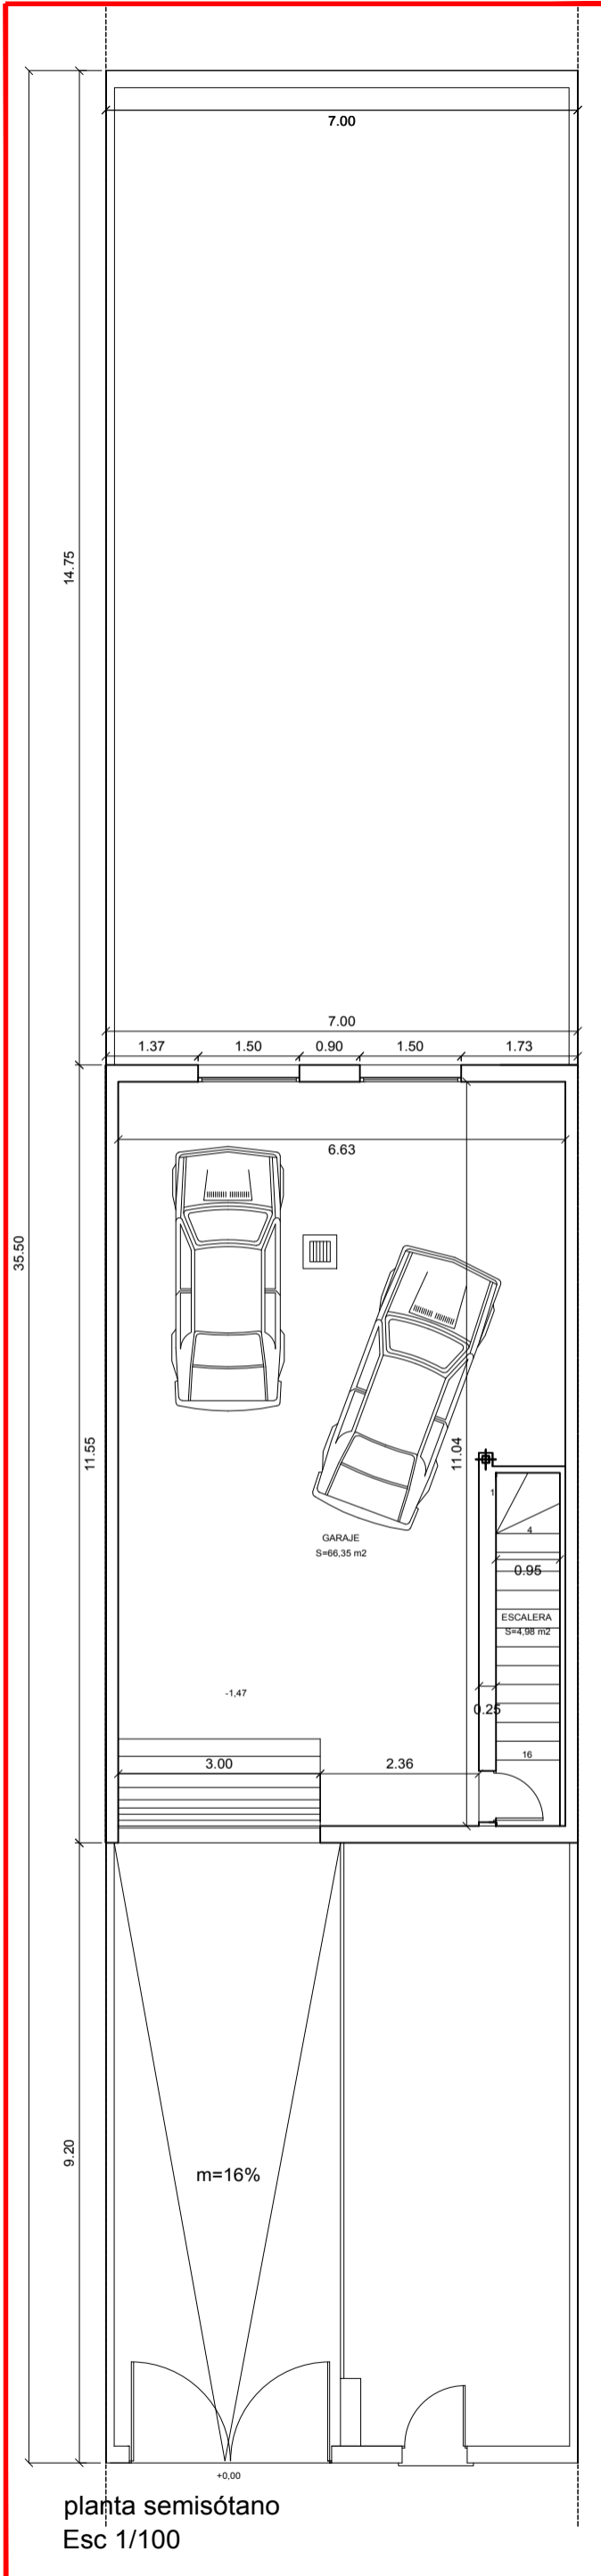 7.00
14.75
7.00
1.37 1.50 0.90 1.50 1.73
6.63
35.50
11.55
11.04
1
4
GARAJE
S=66,35 m2
0.95
ESCALERA
S=4,98 m2
-1,47
0.25
16
3.00 2.36
9.20
m=16%
+0,00
planta semisótano
Esc 1/100